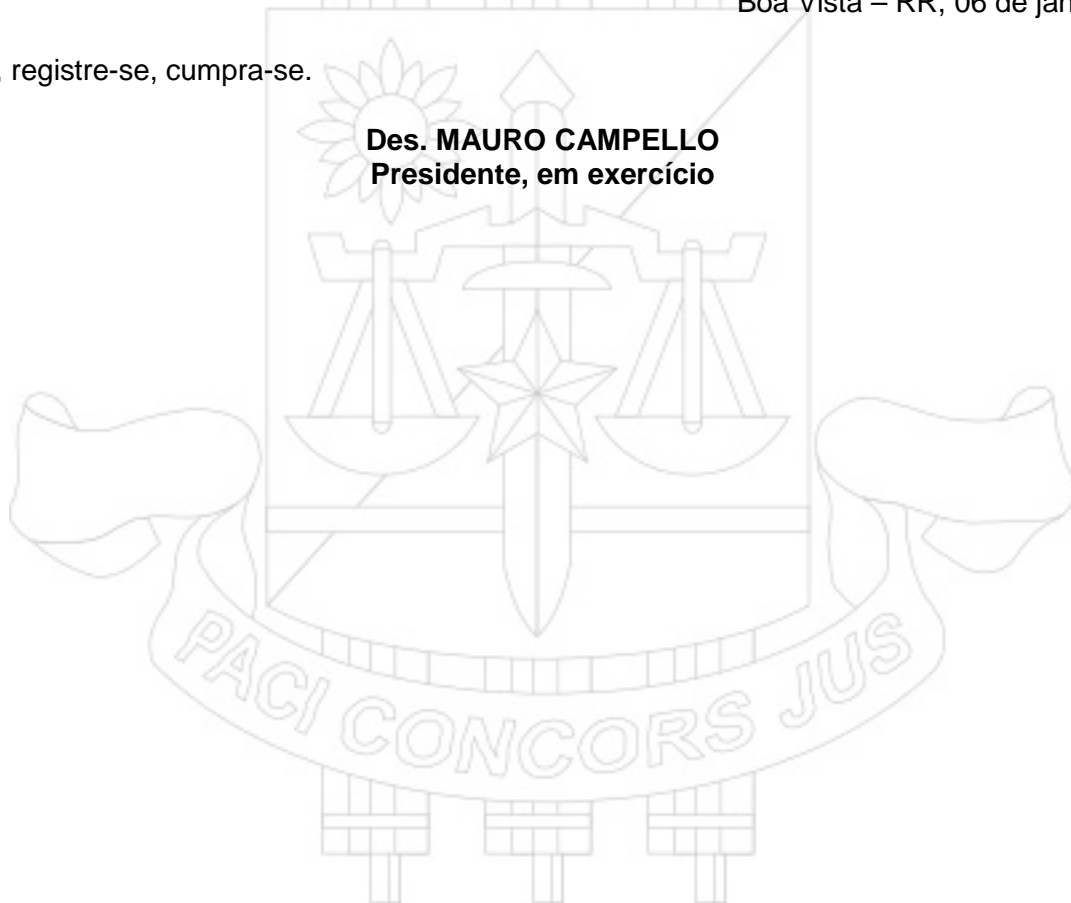 Boa Vista – RR, 06 de jan
, registre-se, cumpra-se.
Des. MAURO CAMPELLO
Presidente, em exercício
PACI CONCORS JUS